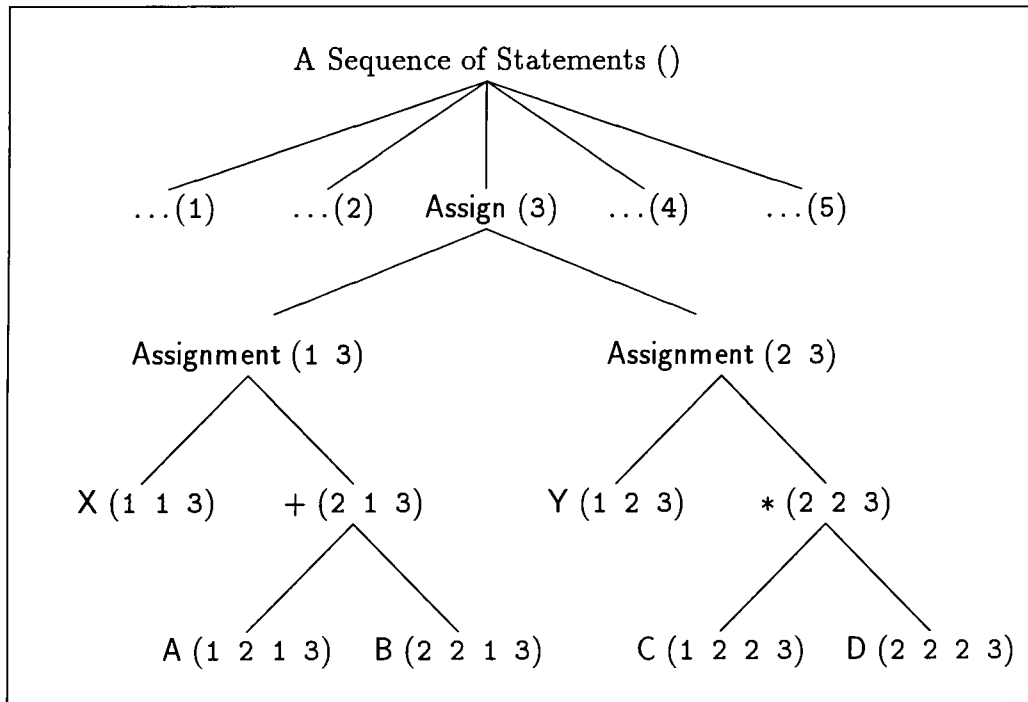 A Sequence of Statements ()
...(1) ...(2) Assign (3) ...(4) ...(5)
Assignment (1 3) Assignment (2 3)
X (1 1 3) + (2 1 3) Y (1 2 3) * (2 2 3)
A (1 2 1 3) B (2 2 1 3) C (1 2 2 3) D (2 2 2 3)